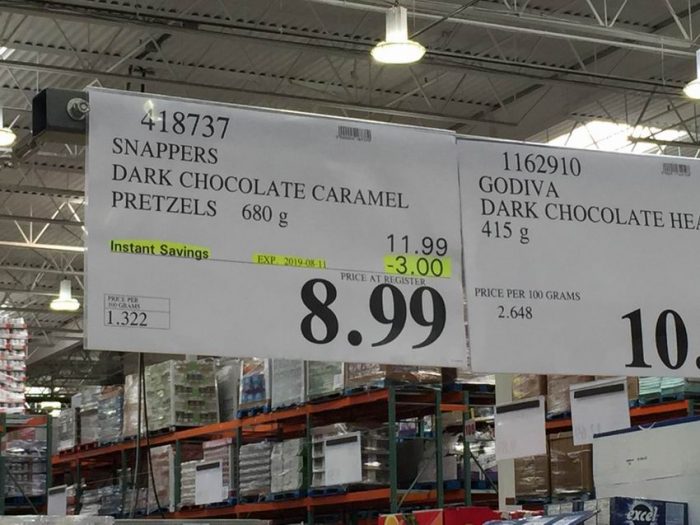 418737
SNAPPERS
DARK CHOCOLATE CARAMEL
PRETZELS 680 g
11.99
Instant Savings EXP. 2019-08-11 -3.00
PRICE AT REGISTER
8.99
PRICE PER
100 GRAMS
1.322
1162910
GODIVA
DARK CHOCOLATE HEA
415 g
PRICE PER 100 GRAMS
2.648
10.
excel